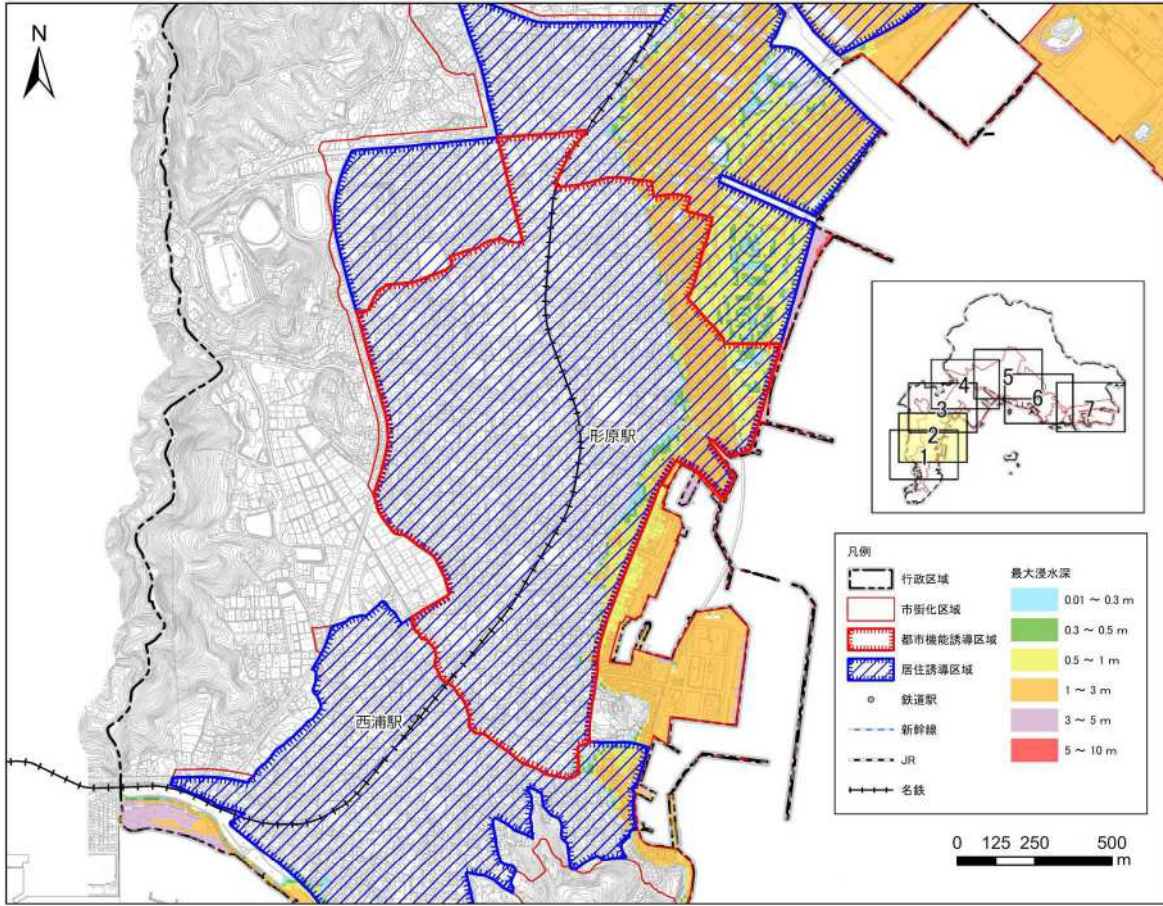 N
形原駅
西浦駅
5
4
6
3
7
2
1
凡例
行政区域
市街化区域
都市機能誘導区域
居住誘導区域
鉄道駅
新幹線
JR
名鉄
最大浸水深
0.01 ～ 0.3 m
0.3 ～ 0.5 m
0.5 ～ 1 m
1 ～ 3 m
3 ～ 5 m
5 ～ 10 m
0 125 250 500
m